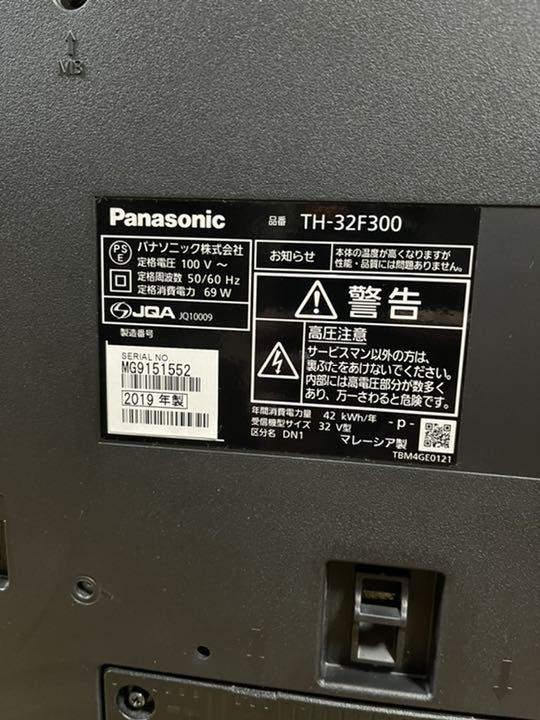 M8
Panasonic 品番 TH-32F300
PSE パナソニック株式会社
定格電圧 100 V ～
定格周波数 50/60 Hz
定格消費電力 69 W
JQA JQ10009
製造番号
SERIAL NO.
MG9151552
2019 年製
お知らせ
本体の温度が高くなりますが
性能・品質には問題ありません。
警告
高圧注意
サービスマン以外の方は、
裏ぶたをあけないでください。
内部には高電圧部分が数多く
あり、万一さわると危険です。
年間消費電力量 42 kWh/年
受信機型サイズ 32 V型
区分名 DN1
-p-
マレーシア製
TBM4GE0121